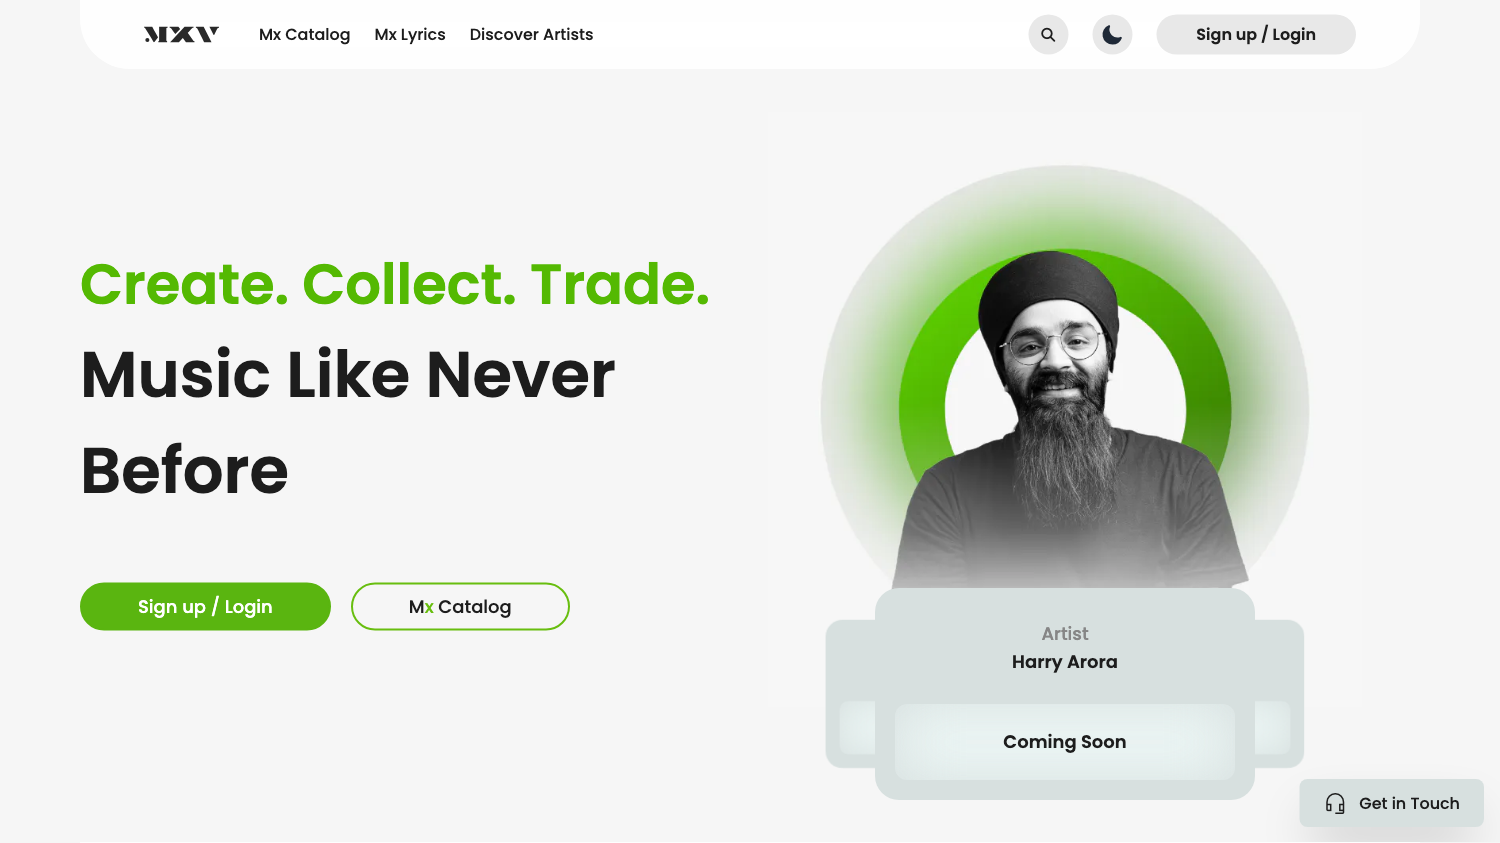 MXV
Mx Catalog
Mx Lyrics
Discover Artists
Sign up / Login
Create. Collect. Trade.
Music Like Never
Before
Sign up / Login
Mx Catalog
Artist
Harry Arora
Coming Soon
Get in Touch